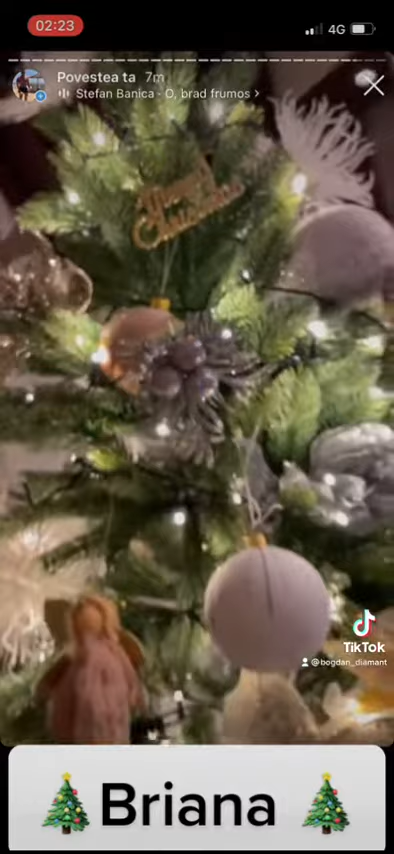 02:23
4G
Povestea ta 7m
Stefan Banica · O, brad frumos >
Merry
Christmas
TikTok
@bogdan_diamant
🎄Briana 🎄